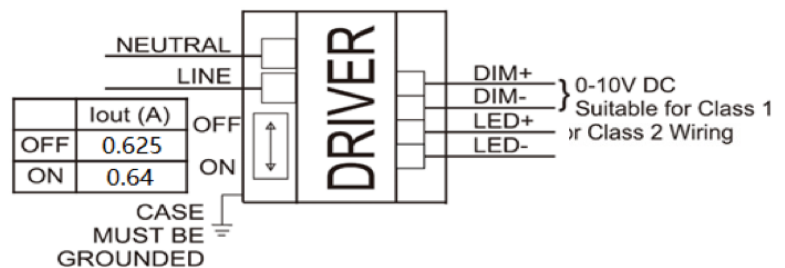 NEUTRAL
LINE
Iout (A)
OFF 0.625
ON 0.64
OFF
ON
CASE
MUST BE
GROUNDED
DRIVER
DIM+
DIM-
LED+
LED-
0-10V DC
Suitable for Class 1
or Class 2 Wiring